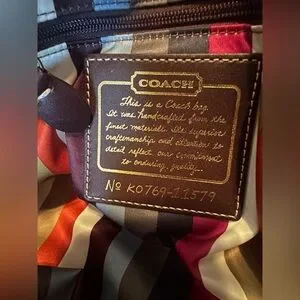 COACH
This is a Coach bag.
It was handcrafted from the
finest materials. The superior
craftsmanship and attention to
detail reflect our commitment
to enduring quality.
No K0769-11579